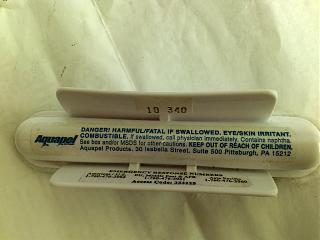 10 340
Aquapel
DANGER! HARMFUL/FATAL IF SWALLOWED. EYE/SKIN IRRITANT.
COMBUSTIBLE. If swallowed, call physician immediately. Contains naphtha.
See box and/or MSDS for other cautions. KEEP OUT OF REACH OF CHILDREN.
Aquapel Products. 30 Isabella Street. Suite 500 Pittsburgh, PA 15212
EMERGENCY RESPONSE NUMBERS
Access Code: